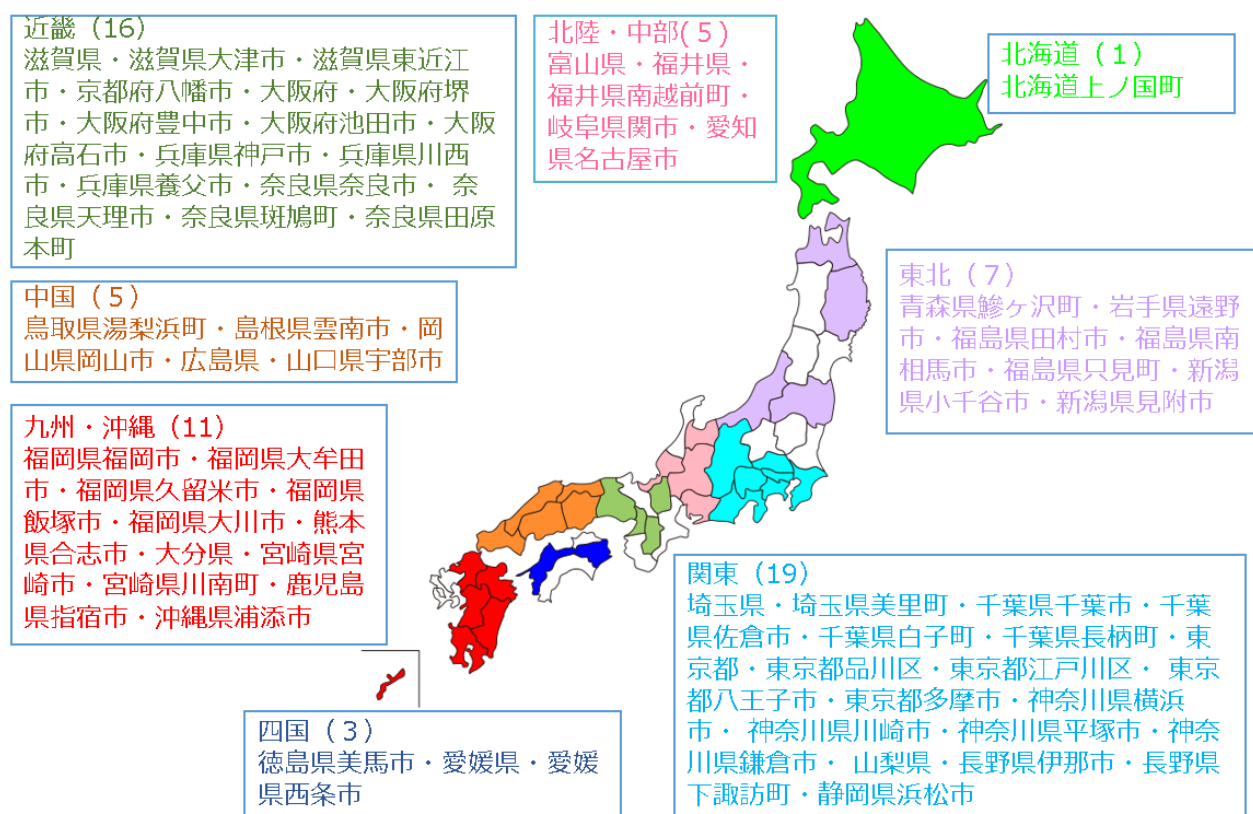 近畿（16）
滋賀県・滋賀県大津市・滋賀県東近江
市・京都府八幡市・大阪府・大阪府堺
市・大阪府豊中市・大阪府池田市・大阪
府高石市・兵庫県神戸市・兵庫県川西
市・兵庫県養父市・奈良県奈良市・ 奈
良県天理市・奈良県斑鳩町・奈良県田原
本町
北陸・中部(５)
富山県・福井県・
福井県南越前町・
岐阜県関市・愛知
県名古屋市
北海道（１）
北海道上ノ国町
東北（７）
青森県鰺ヶ沢町・岩手県遠野
市・福島県田村市・福島県南
相馬市・福島県只見町・新潟
県小千谷市・新潟県見附市
中国（５）
鳥取県湯梨浜町・島根県雲南市・岡
山県岡山市・広島県・山口県宇部市
九州・沖縄（11）
福岡県福岡市・福岡県大牟田
市・福岡県久留米市・福岡県
飯塚市・福岡県大川市・熊本
県合志市・大分県・宮崎県宮
崎市・宮崎県川南町・鹿児島
県指宿市・沖縄県浦添市
関東（19）
埼玉県・埼玉県美里町・千葉県千葉市・千葉
県佐倉市・千葉県白子町・千葉県長柄町・東
京都・東京都品川区・東京都江戸川区・ 東京
都八王子市・東京都多摩市・神奈川県横浜
市・ 神奈川県川崎市・神奈川県平塚市・神奈
川県鎌倉市・ 山梨県・長野県伊那市・長野県
下諏訪町・静岡県浜松市
四国（３）
徳島県美馬市・愛媛県・愛媛
県西条市